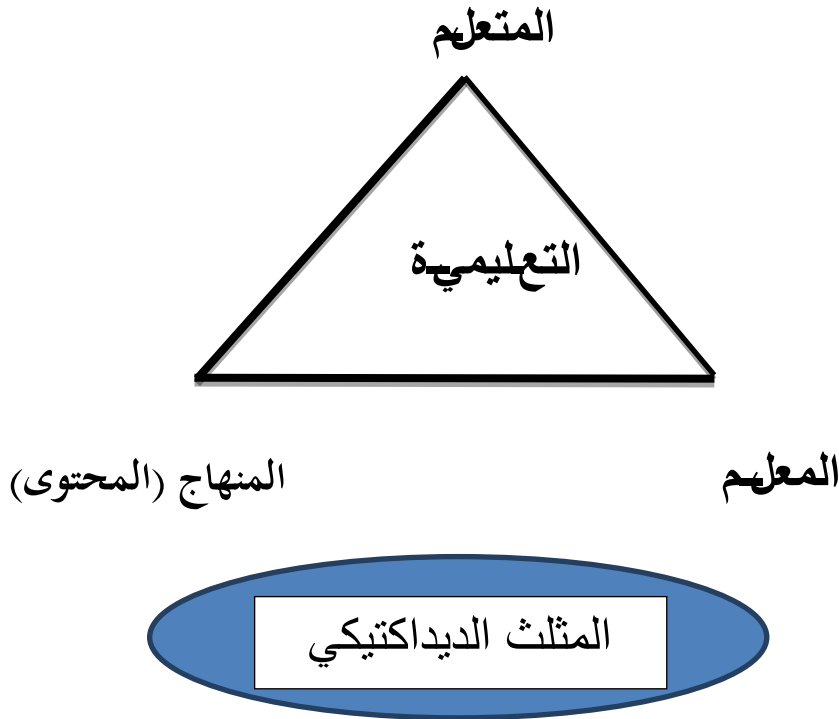 المتعلم
التعليمية
المعلم
المنهاج (المحتوى)
المثلث الديداكتيكي